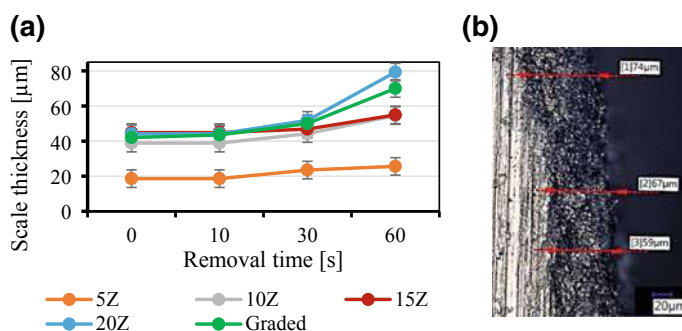 (a)
Scale thickness [µm]
80
60
40
20
0
0 10 30 60
Removal time [s]
5Z 10Z 15Z
20Z Graded
(b)
[1]74µm
[2]67µm
[3]59µm
20µm